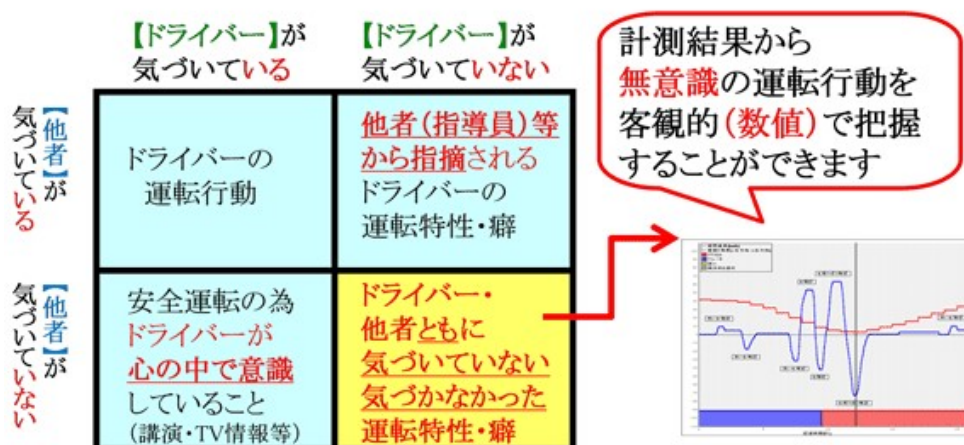 【ドライバー】が
気づいている
【ドライバー】が
気づいていない
計測結果から
無意識の運転行動を
客観的(数値)で把握
することができます
【他者】が
気づいている
ドライバーの
運転行動
他者(指導員)等
から指摘される
ドライバーの
運転特性・癖
【他者】が
気づいていない
安全運転の為
ドライバーが
心の中で意識
していること
(講演・TV情報等)
ドライバー・
他者ともに
気づいていない
気づかなかった
運転特性・癖